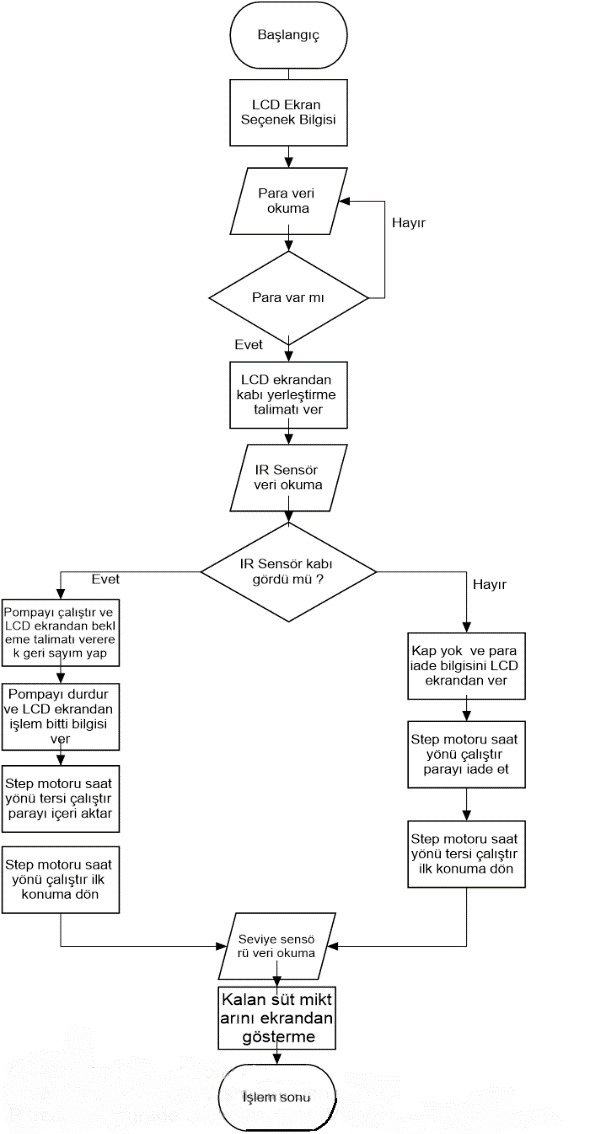 Başlangıç
LCD Ekran
Seçenek Bilgisi
Para veri
okuma
Hayır
Para var mı
Evet
LCD ekrandan
kabı yerleştirme
talimatı ver
IR Sensör
veri okuma
IR Sensör kabı
gördü mü ?
Evet
Hayır
Pompayı çalıştır ve
LCD ekrandan bekl
eme talimatı verere
k geri sayım yap
Pompayı durdur
ve LCD ekrandan
işlem bitti bilgisi
ver
Step motoru saat
yönü tersi çalıştır
parayı içeri aktar
Step motoru saat
yönü çalıştır ilk
konuma dön
Kap yok ve para
iade bilgisini LCD
ekrandan ver
Step motoru saat
yönü çalıştır
parayı iade et
Step motoru saat
yönü tersi çalıştır
ilk konuma dön
Seviye sensö
rü veri okuma
Kalan süt mikt
arını ekrandan
gösterme
İşlem sonu